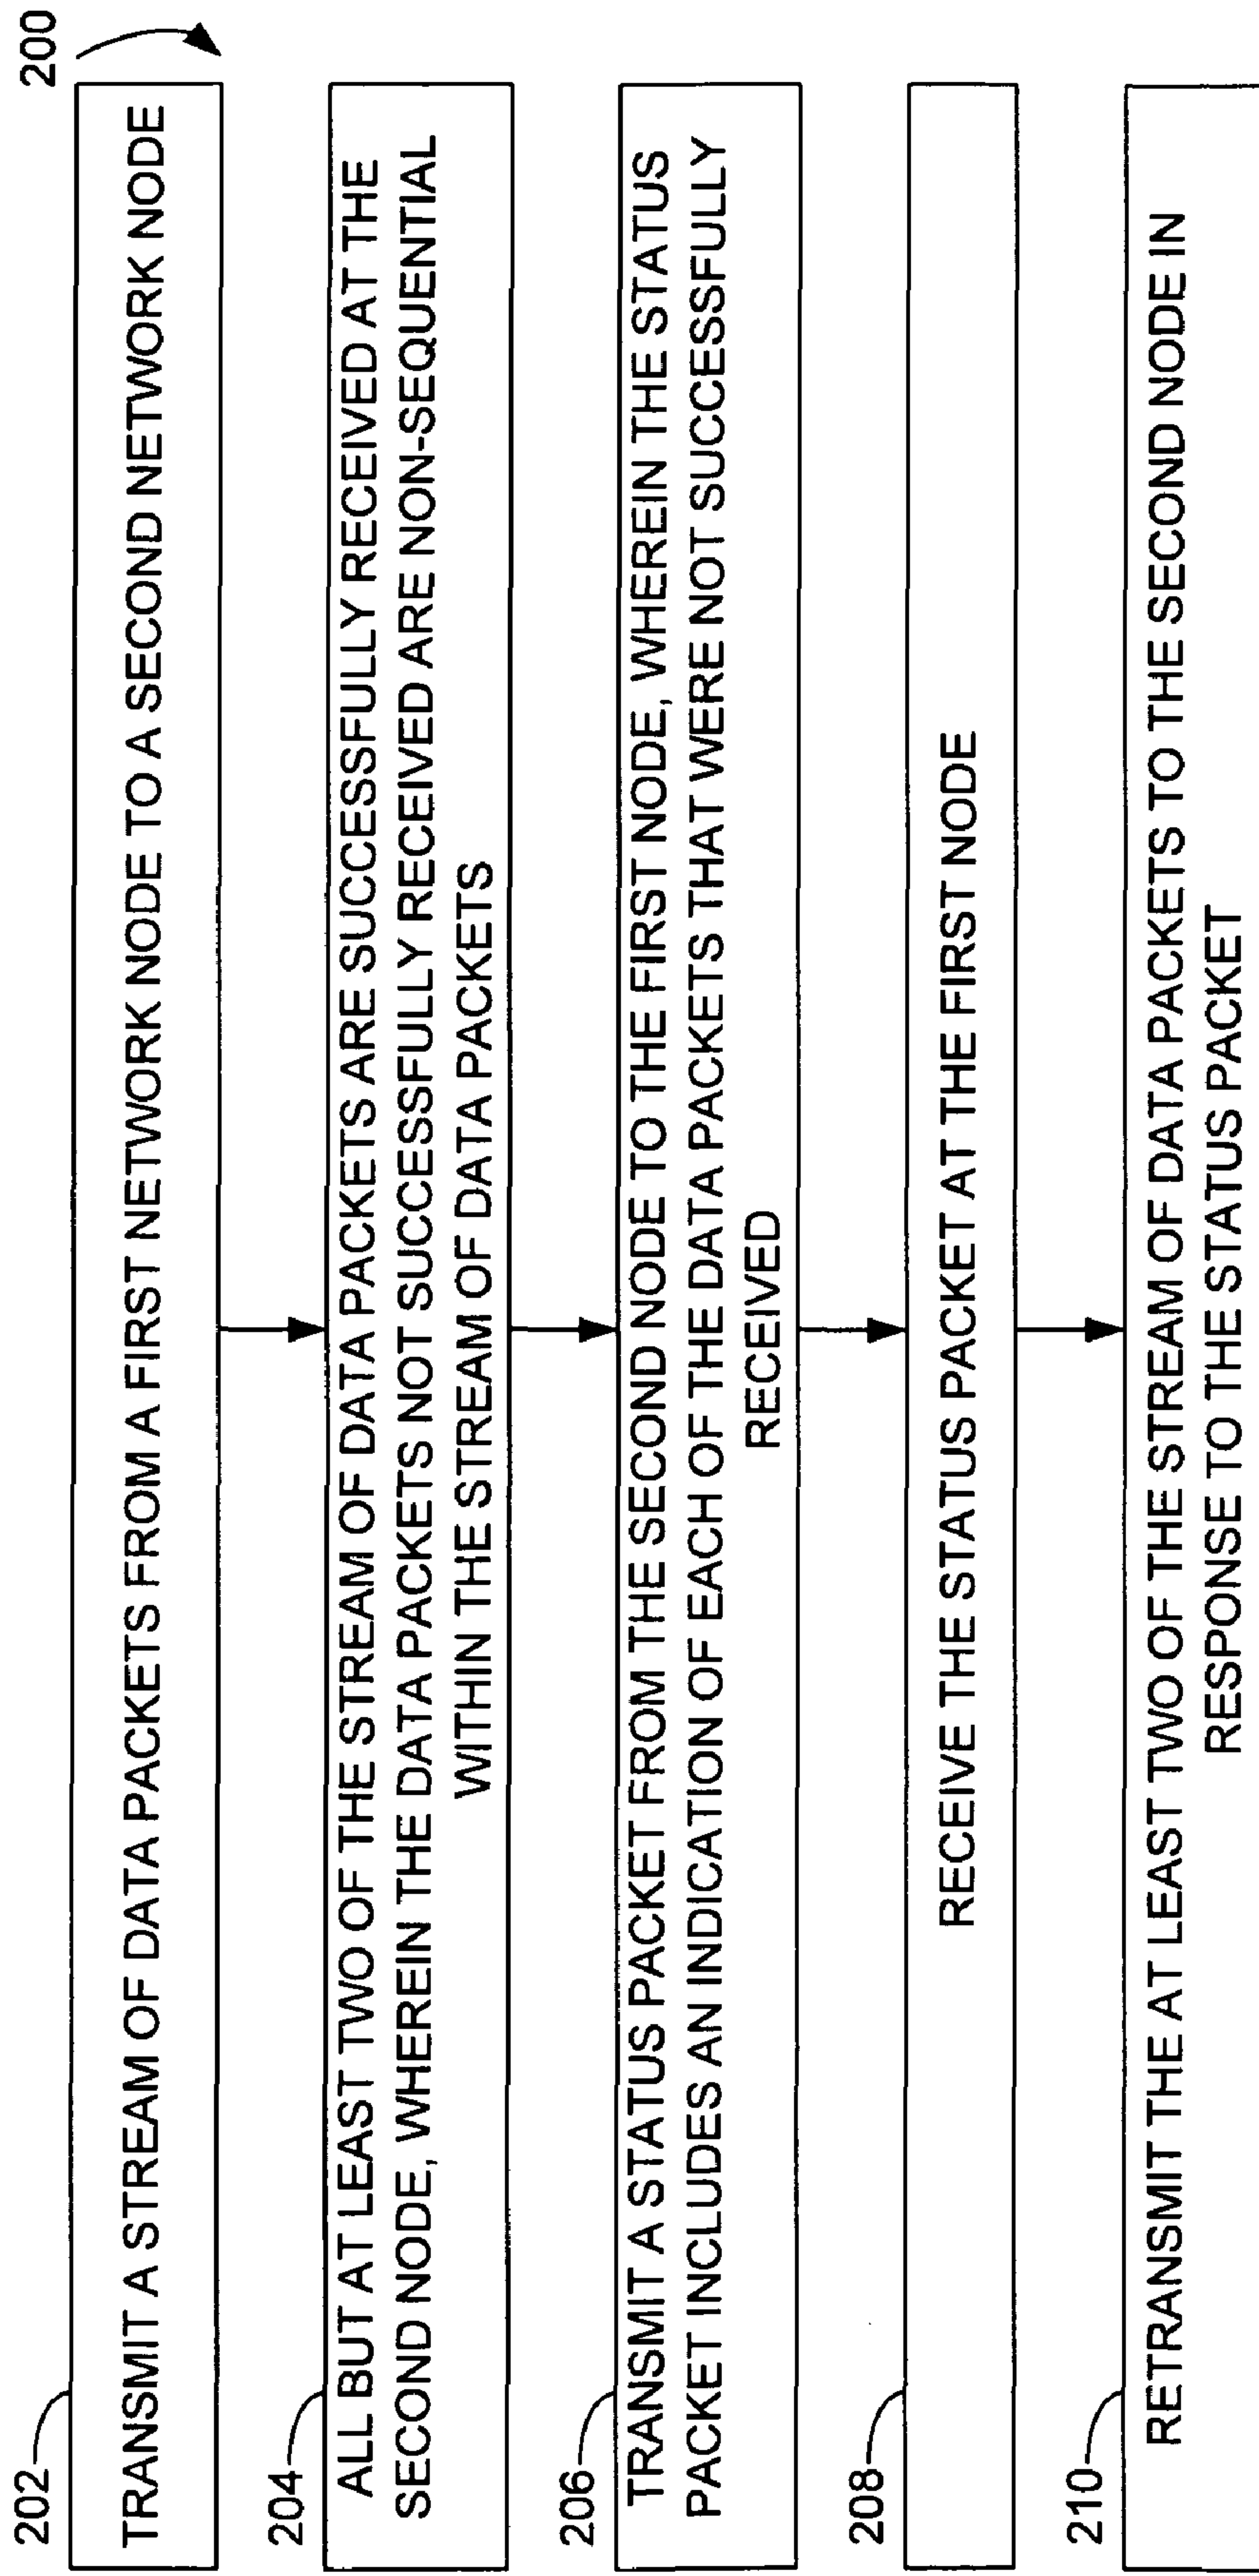 200
202
TRANSMIT A STREAM OF DATA PACKETS FROM A FIRST NETWORK NODE TO A SECOND NETWORK NODE
204
ALL BUT AT LEAST TWO OF THE STREAM OF DATA PACKETS ARE SUCCESSFULLY RECEIVED AT THE
SECOND NODE, WHEREIN THE DATA PACKETS NOT SUCCESSFULLY RECEIVED ARE NON-SEQUENTIAL
WITHIN THE STREAM OF DATA PACKETS
206
TRANSMIT A STATUS PACKET FROM THE SECOND NODE TO THE FIRST NODE, WHEREIN THE STATUS
PACKET INCLUDES AN INDICATION OF EACH OF THE DATA PACKETS THAT WERE NOT SUCCESSFULLY
RECEIVED
208
RECEIVE THE STATUS PACKET AT THE FIRST NODE
210
RETRANSMIT THE AT LEAST TWO OF THE STREAM OF DATA PACKETS TO THE SECOND NODE IN
RESPONSE TO THE STATUS PACKET